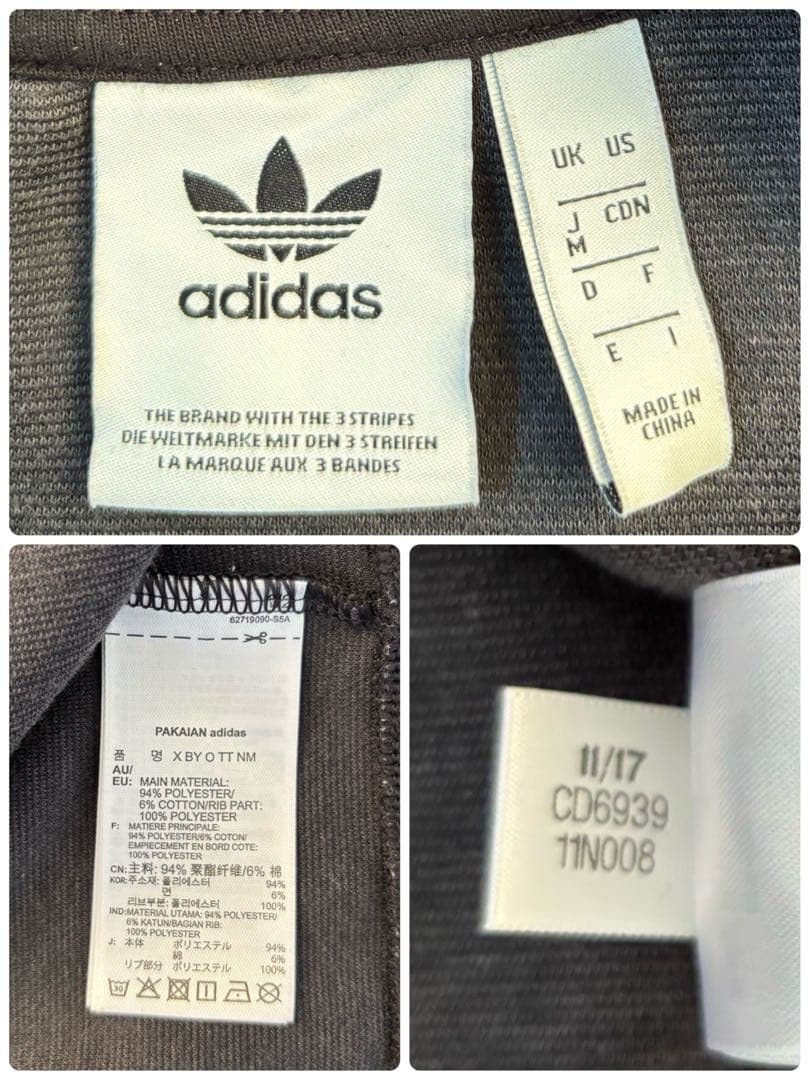 adidas
THE BRAND WITH THE 3 STRIPES
DIE WELTMARKE MIT DEN 3 STREIFEN
LA MARQUE AUX 3 BANDES
UK US
J CDN
M
D F
E I
MADE IN
CHINA
62719090-S5A
PAKAIAN adidas
품 명 X BY O TT NM
AU/
EU: MAIN MATERIAL:
94% POLYESTER/
6% COTTON/RIB PART:
100% POLYESTER
F: MATIERE PRINCIPALE:
94% POLYESTER/6% COTON/
EMPIECEMENT EN BORD COTE:
100% POLYESTER
CN: 主料: 94% 聚酯纤维/6% 棉
KOR: 주소재: 폴리에스터 94%
면 6%
리브부분: 폴리에스터 100%
IND: MATERIAL UTAMA: 94% POLYESTER/
6% KATUN/BAGIAN RIB:
100% POLYESTER
J: 本体 ポリエステル 94%
綿 6%
リブ部分 ポリエステル 100%
30
11/17
CD6939
11N008